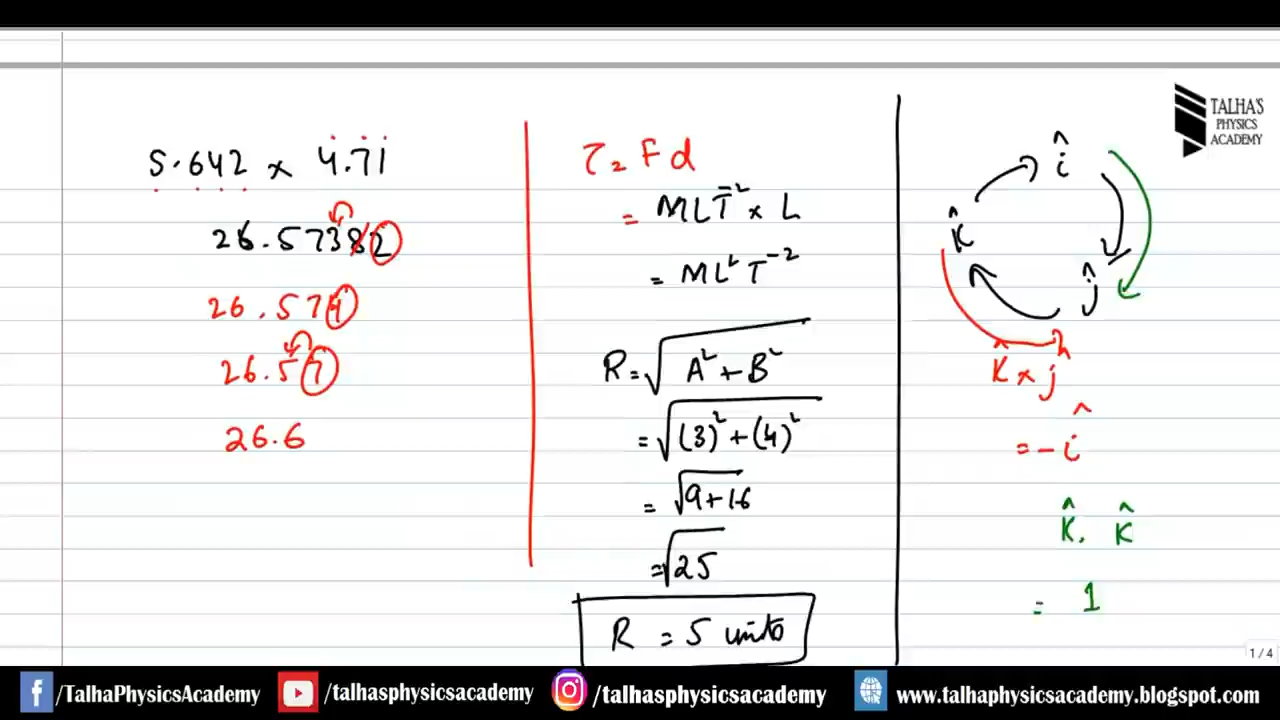 5.642 × 4.71
26.57382
26.574
26.57
26.6
τ = F d
= MLT⁻² × L
= ML²T⁻²
R = √A² + B²
= √(3)² + (4)²
= √9+16
= √25
R = 5 units
TALHA'S
PHYSICS
ACADEMY
î
k̂
ĵ
k̂ × ĵ
= - î
k̂ . k̂
= 1
1 / 4
/TalhaPhysicsAcademy
/talhasphysicsacademy
/talhasphysicsacademy
www.talhaphysicsacademy.blogspot.com